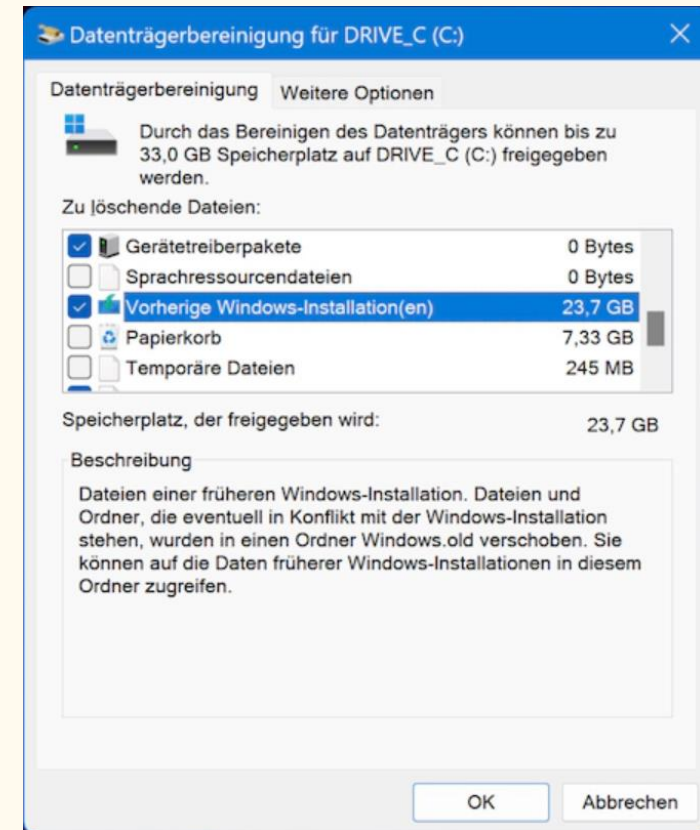 Datenträgerbereinigung für DRIVE_C (C:)
Datenträgerbereinigung Weitere Optionen
Durch das Bereinigen des Datenträgers können bis zu
33,0 GB Speicherplatz auf DRIVE_C (C:) freigegeben
werden.
Zu löschende Dateien:
Gerätetreiberpakete 0 Bytes
Sprachressourcendateien 0 Bytes
Vorherige Windows-Installation(en) 23,7 GB
Papierkorb 7,33 GB
Temporäre Dateien 245 MB
Speicherplatz, der freigegeben wird: 23,7 GB
Beschreibung
Dateien einer früheren Windows-Installation. Dateien und
Ordner, die eventuell in Konflikt mit der Windows-Installation
stehen, wurden in einen Ordner Windows.old verschoben. Sie
können auf die Daten früherer Windows-Installationen in diesem
Ordner zugreifen.
OK Abbrechen